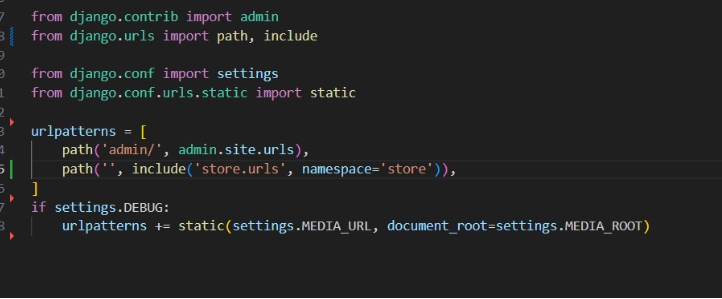 from django.contrib import admin
from django.urls import path, include
from django.conf import settings
from django.conf.urls.static import static
urlpatterns = [
    path('admin/', admin.site.urls),
    path('', include('store.urls', namespace='store')),
]
if settings.DEBUG:
    urlpatterns += static(settings.MEDIA_URL, document_root=settings.MEDIA_ROOT)